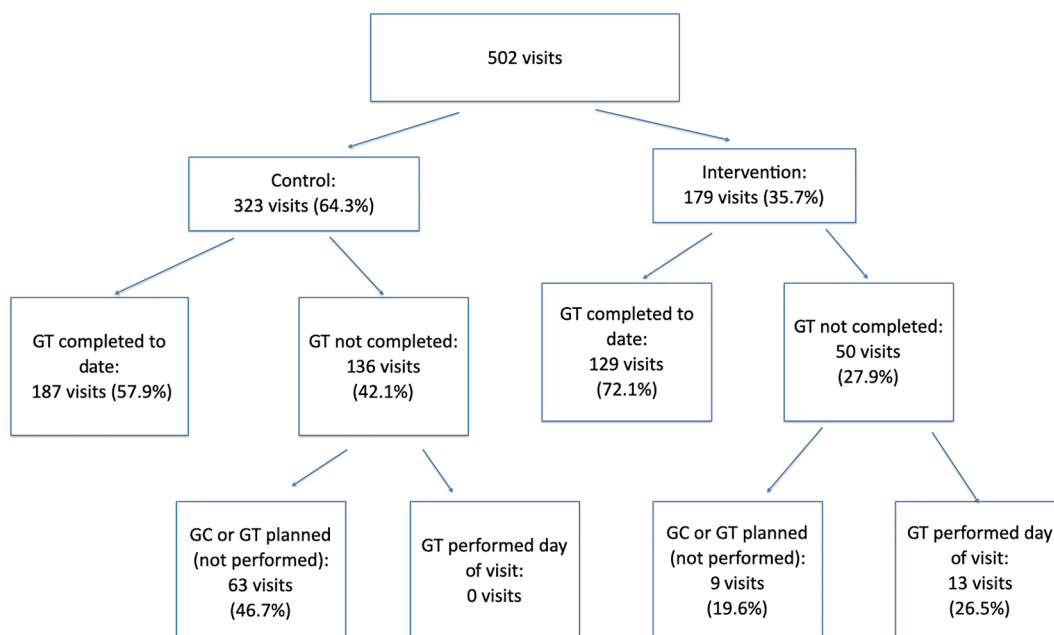 502 visits
Control:
323 visits (64.3%)
Intervention:
179 visits (35.7%)
GT completed to
date:
187 visits (57.9%)
GT not completed:
136 visits
(42.1%)
GT completed to
date:
129 visits
(72.1%)
GT not completed:
50 visits
(27.9%)
GC or GT planned
(not performed):
63 visits
(46.7%)
GT performed day
of visit:
0 visits
GC or GT planned
(not performed):
9 visits
(19.6%)
GT performed day
of visit:
13 visits
(26.5%)